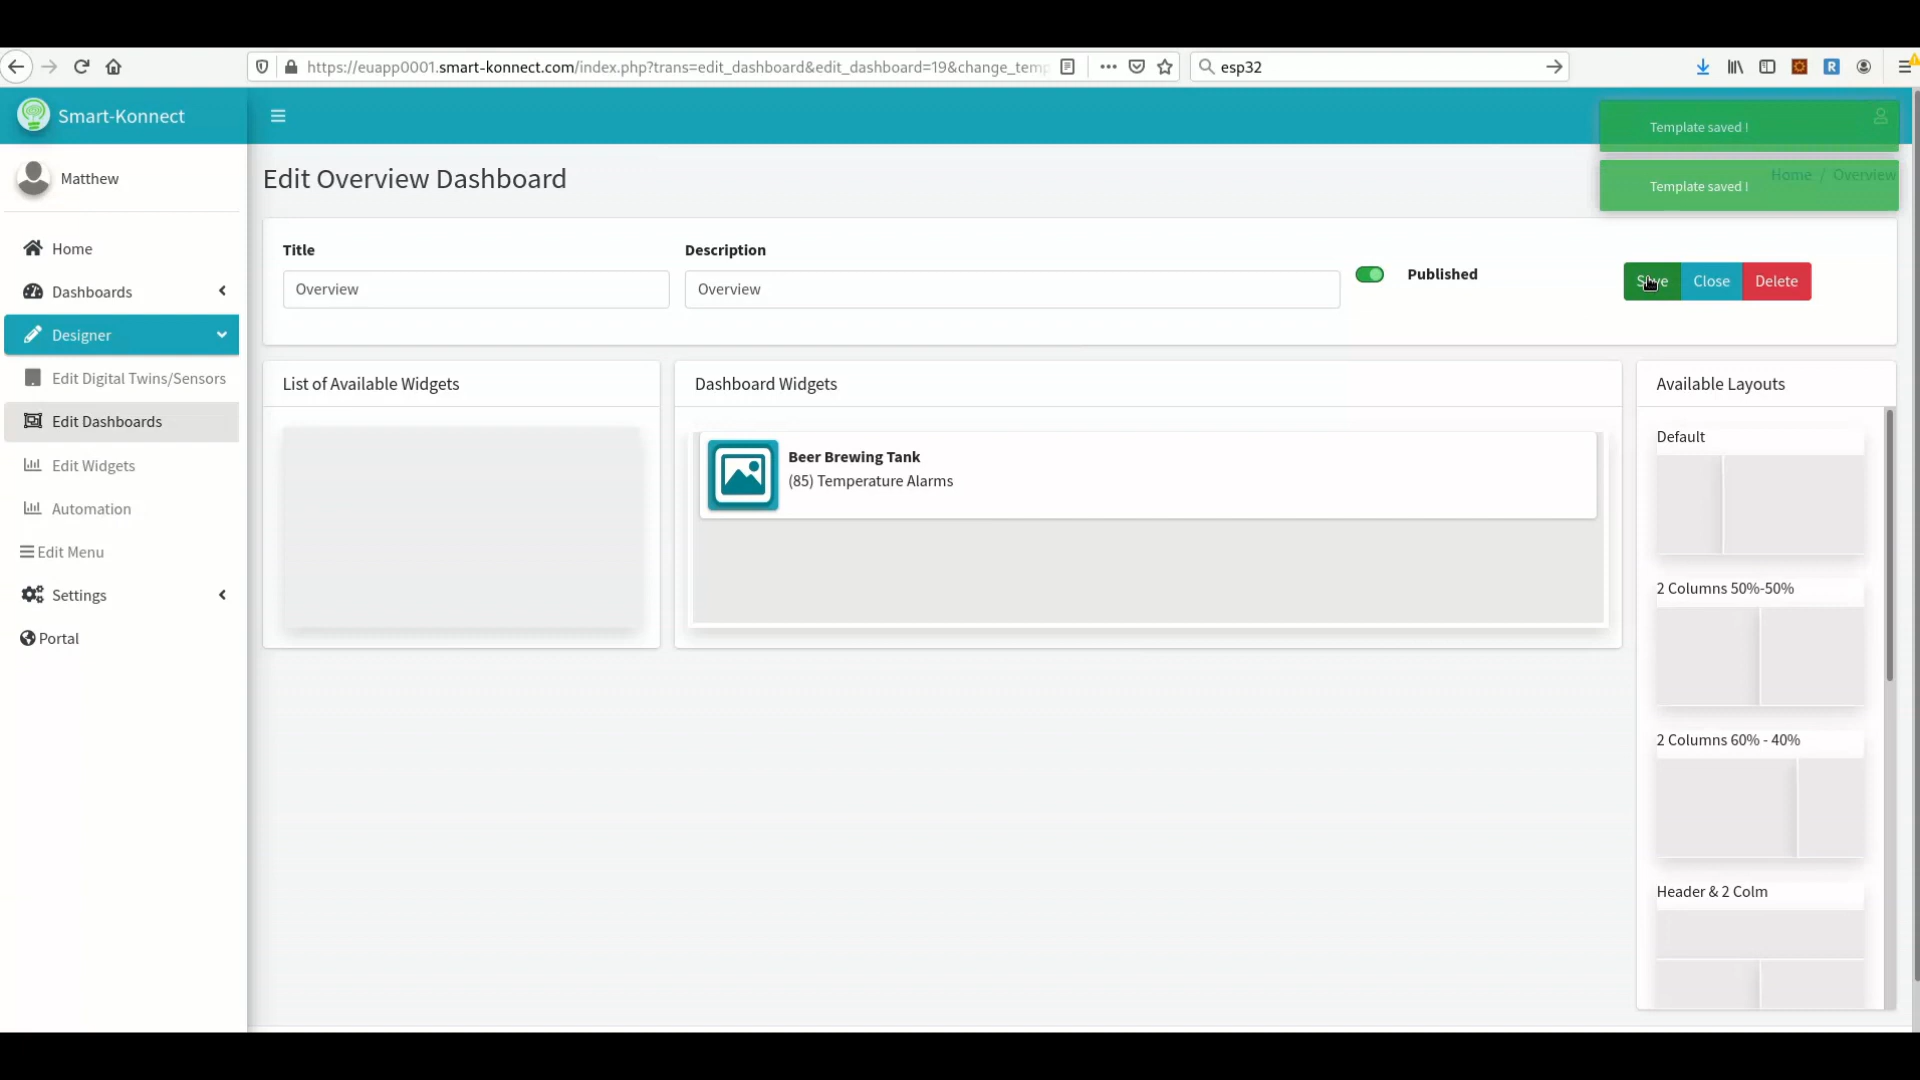 https://euapp0001.smart-konnect.com/index.php?trans=edit_dashboard&edit_dashboard=19&change_temp
esp32
R
Smart-Konnect
Template saved !
Template saved !
Matthew
Edit Overview Dashboard
Home / Overview
Title
Description
Overview
Overview
Published
Save
Close
Delete
Home
Dashboards
Designer
Edit Digital Twins/Sensors
Edit Dashboards
Edit Widgets
Automation
Edit Menu
Settings
Portal
List of Available Widgets
Dashboard Widgets
Beer Brewing Tank
(85) Temperature Alarms
Available Layouts
Default
2 Columns 50%-50%
2 Columns 60% - 40%
Header & 2 Colm